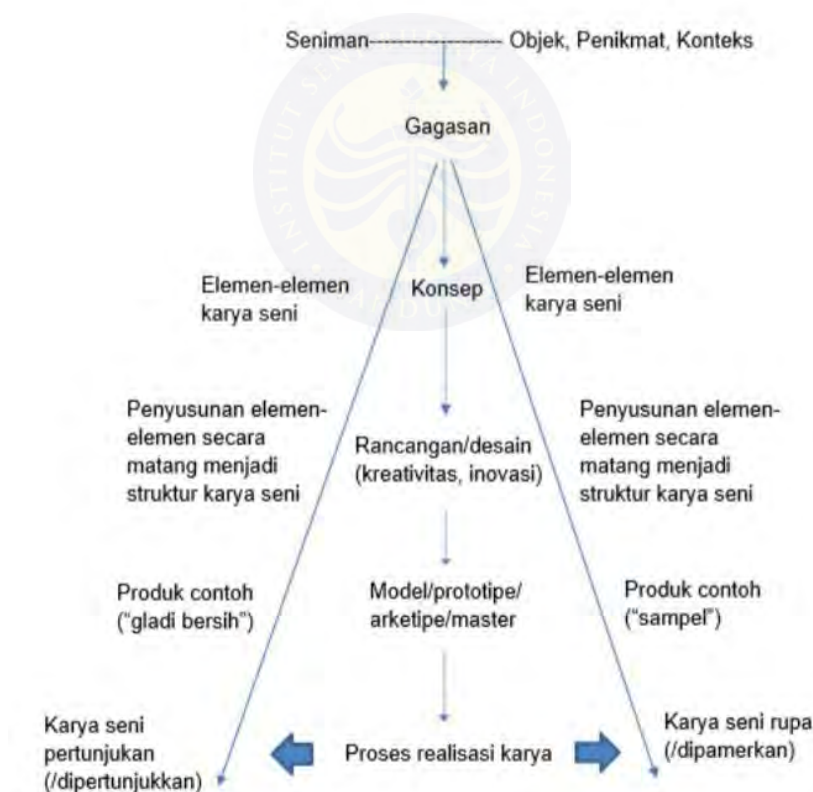 Seniman---------------------- Objek, Penikmat, Konteks
Gagasan
Elemen-elemen
karya seni
Konsep
Elemen-elemen
karya seni
Penyusunan elemen-
elemen secara
matang menjadi
struktur karya seni
Rancangan/desain
(kreativitas, inovasi)
Penyusunan elemen-
elemen secara
matang menjadi
struktur karya seni
Produk contoh
("gladi bersih")
Model/prototipe/
arketipe/master
Produk contoh
("sampel")
Karya seni
pertunjukan
(/dipertunjukkan)
Proses realisasi karya
Karya seni rupa
(/dipamerkan)